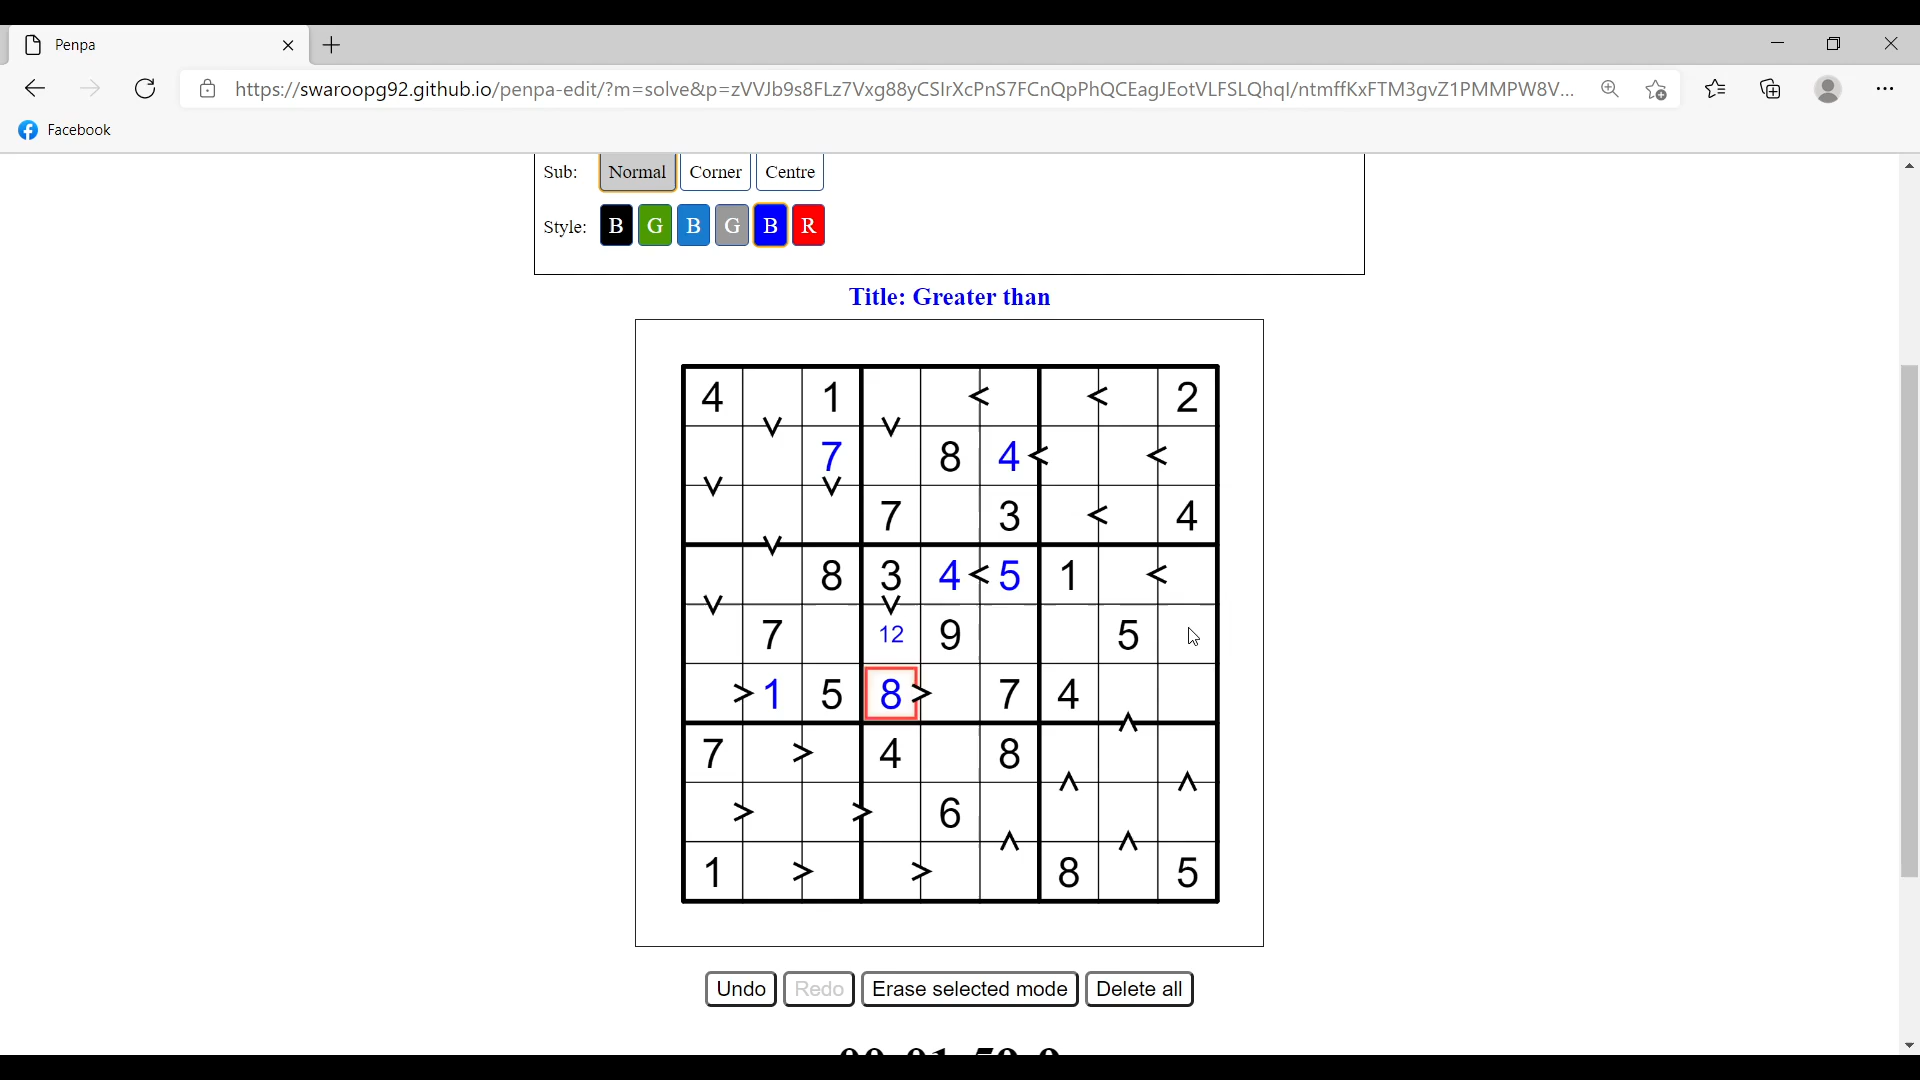 Penpa
https://swaroopg92.github.io/penpa-edit/?m=solve&p=zVVJb9s8FLz7Vxg88yCSIrXcPnS7FCnQpPhQCEagJEotVLFSLQhqI/ntmffKxFTM3gvZ1PMMPW8V...
Facebook
Sub: Normal Corner Centre
Style: B G B G B R
Title: Greater than
4 1 < < 2
v v
7 8 4 < <
v v
7 3 < 4
v
8 3 4 < 5 1 <
v v
7 12 9 5
> 1 5 8 > 7 4
^
7 > 4 8
^ ^
> > 6
^ ^
1 > > 8 5
Undo Redo Erase selected mode Delete all